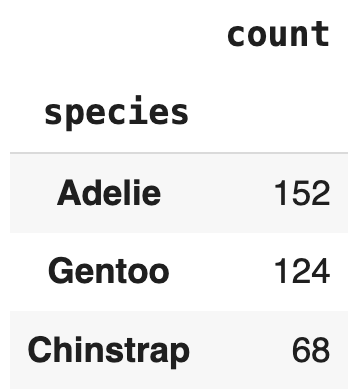 count
species
Adelie 152
Gentoo 124
Chinstrap 68